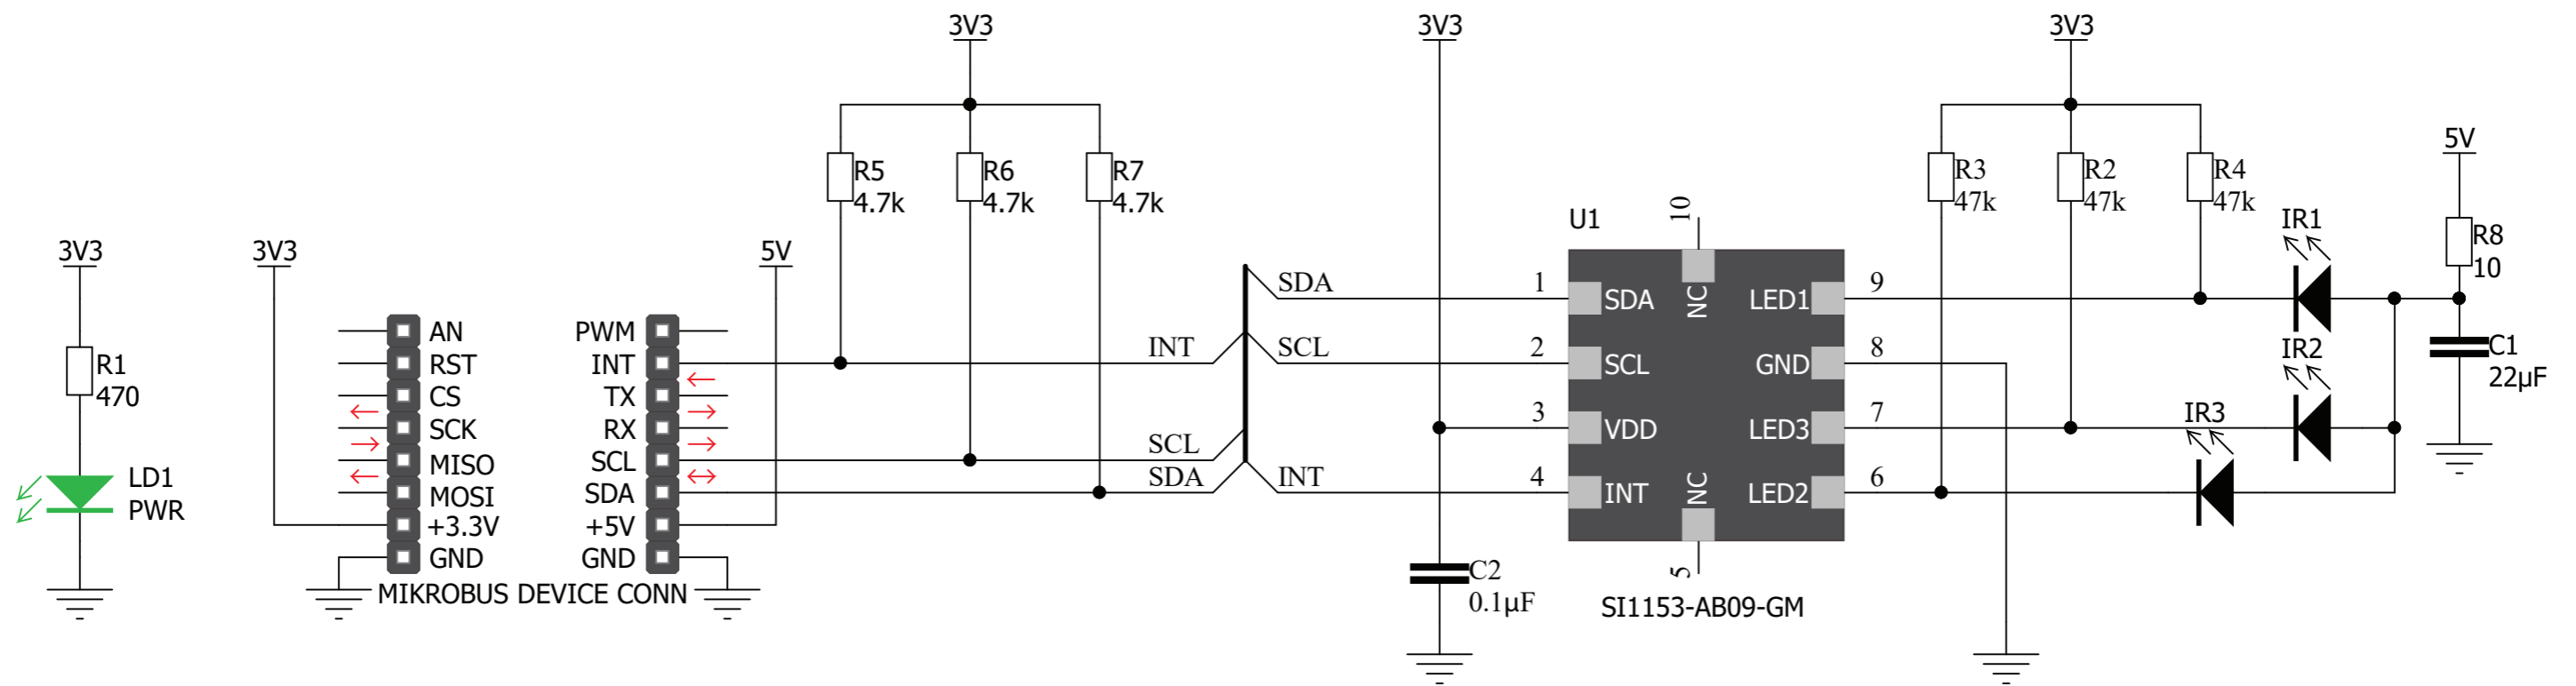 3V3
R1
470
LD1
PWR
3V3
AN
RST
CS
SCK
MISO
MOSI
+3.3V
GND
PWM
INT
TX
RX
SCL
SDA
+5V
GND
MIKROBUS DEVICE CONN
5V
3V3
R5
4.7k
R6
4.7k
R7
4.7k
INT
SCL
SDA
SDA
SCL
INT
3V3
C2
0.1µF
U1
1
2
3
4
10
5
9
8
7
6
SDA
SCL
VDD
INT
NC
NC
LED1
GND
LED3
LED2
SI1153-AB09-GM
3V3
R3
47k
R2
47k
R4
47k
IR1
IR2
IR3
5V
R8
10
C1
22µF